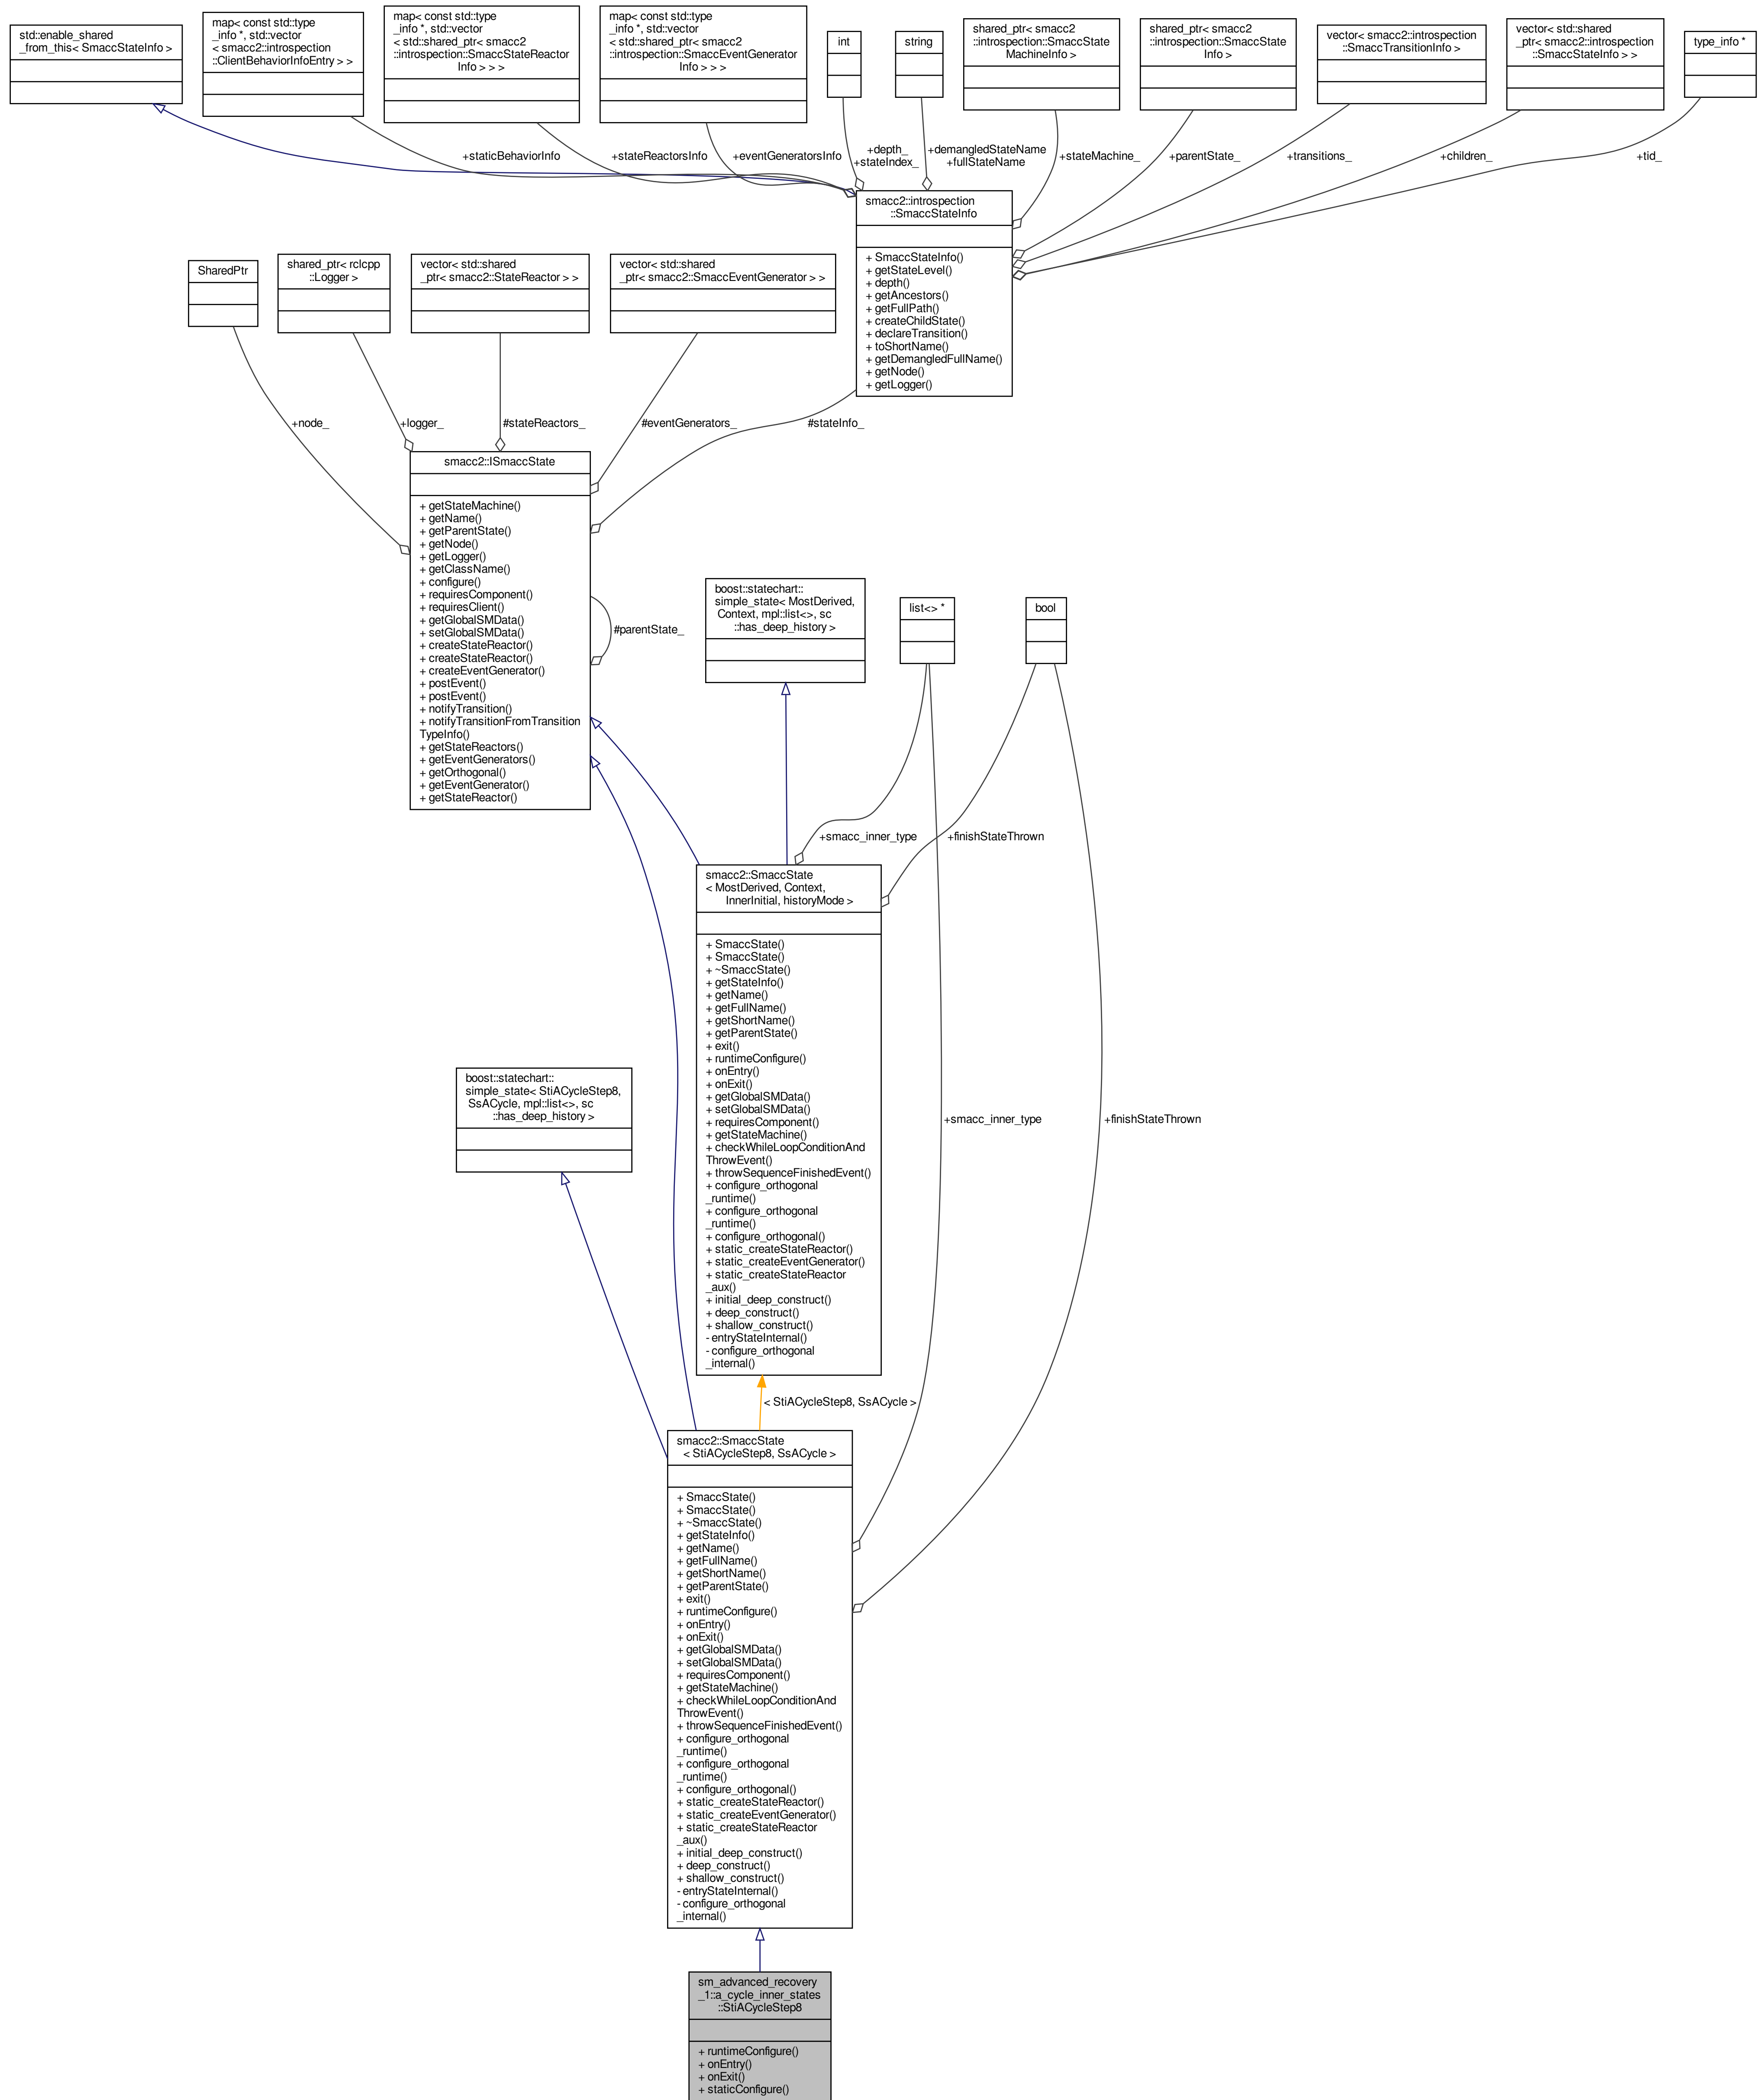 std::enable_shared
_from_this< SmaccStateInfo >
map< const std::type
_info *, std::vector
< smacc2::introspection
::ClientBehaviorInfoEntry > >
map< const std::type
_info *, std::vector
< std::shared_ptr< smacc2
::introspection::SmaccStateReactor
Info > > >
map< const std::type
_info *, std::vector
< std::shared_ptr< smacc2
::introspection::SmaccEventGenerator
Info > > >
int
string
shared_ptr< smacc2
::introspection::SmaccState
MachineInfo >
shared_ptr< smacc2
::introspection::SmaccState
Info >
vector< smacc2::introspection
::SmaccTransitionInfo >
vector< std::shared
_ptr< smacc2::introspection
::SmaccStateInfo > >
type_info *
+staticBehaviorInfo
+stateReactorsInfo
+eventGeneratorsInfo
+depth_
+stateIndex_
+demangledStateName
+fullStateName
+stateMachine_
+parentState_
+transitions_
+children_
+tid_
smacc2::introspection
::SmaccStateInfo
+ SmaccStateInfo()
+ getStateLevel()
+ depth()
+ getAncestors()
+ getFullPath()
+ createChildState()
+ declareTransition()
+ toShortName()
+ getDemangledFullName()
+ getNode()
+ getLogger()
SharedPtr
shared_ptr< rclcpp
::Logger >
vector< std::shared
_ptr< smacc2::StateReactor > >
vector< std::shared
_ptr< smacc2::SmaccEventGenerator > >
+node_
+logger_
#stateReactors_
#eventGenerators_
#stateInfo_
smacc2::ISmaccState
+ getStateMachine()
+ getName()
+ getParentState()
+ getNode()
+ getLogger()
+ getClassName()
+ configure()
+ requiresComponent()
+ requiresClient()
+ getGlobalSMData()
+ setGlobalSMData()
+ createStateReactor()
+ createStateReactor()
+ createEventGenerator()
+ postEvent()
+ postEvent()
+ notifyTransition()
+ notifyTransitionFromTransition
TypeInfo()
+ getStateReactors()
+ getEventGenerators()
+ getOrthogonal()
+ getEventGenerator()
+ getStateReactor()
#parentState_
boost::statechart::
simple_state< MostDerived,
Context, mpl::list<>, sc
::has_deep_history >
list<> *
bool
+smacc_inner_type
+finishStateThrown
smacc2::SmaccState
< MostDerived, Context,
InnerInitial, historyMode >
+ SmaccState()
+ SmaccState()
+ ~SmaccState()
+ getStateInfo()
+ getName()
+ getFullName()
+ getShortName()
+ getParentState()
+ exit()
+ runtimeConfigure()
+ onEntry()
+ onExit()
+ getGlobalSMData()
+ setGlobalSMData()
+ requiresComponent()
+ getStateMachine()
+ checkWhileLoopConditionAnd
ThrowEvent()
+ throwSequenceFinishedEvent()
+ configure_orthogonal
_runtime()
+ configure_orthogonal
_runtime()
+ configure_orthogonal()
+ static_createStateReactor()
+ static_createEventGenerator()
+ static_createStateReactor
_aux()
+ initial_deep_construct()
+ deep_construct()
+ shallow_construct()
- entryStateInternal()
- configure_orthogonal
_internal()
boost::statechart::
simple_state< StiACycleStep8,
SsACycle, mpl::list<>, sc
::has_deep_history >
+smacc_inner_type
+finishStateThrown
< StiACycleStep8, SsACycle >
smacc2::SmaccState
< StiACycleStep8, SsACycle >
+ SmaccState()
+ SmaccState()
+ ~SmaccState()
+ getStateInfo()
+ getName()
+ getFullName()
+ getShortName()
+ getParentState()
+ exit()
+ runtimeConfigure()
+ onEntry()
+ onExit()
+ getGlobalSMData()
+ setGlobalSMData()
+ requiresComponent()
+ getStateMachine()
+ checkWhileLoopConditionAnd
ThrowEvent()
+ throwSequenceFinishedEvent()
+ configure_orthogonal
_runtime()
+ configure_orthogonal
_runtime()
+ configure_orthogonal()
+ static_createStateReactor()
+ static_createEventGenerator()
+ static_createStateReactor
_aux()
+ initial_deep_construct()
+ deep_construct()
+ shallow_construct()
- entryStateInternal()
- configure_orthogonal
_internal()
sm_advanced_recovery
_1::a_cycle_inner_states
::StiACycleStep8
+ runtimeConfigure()
+ onEntry()
+ onExit()
+ staticConfigure()